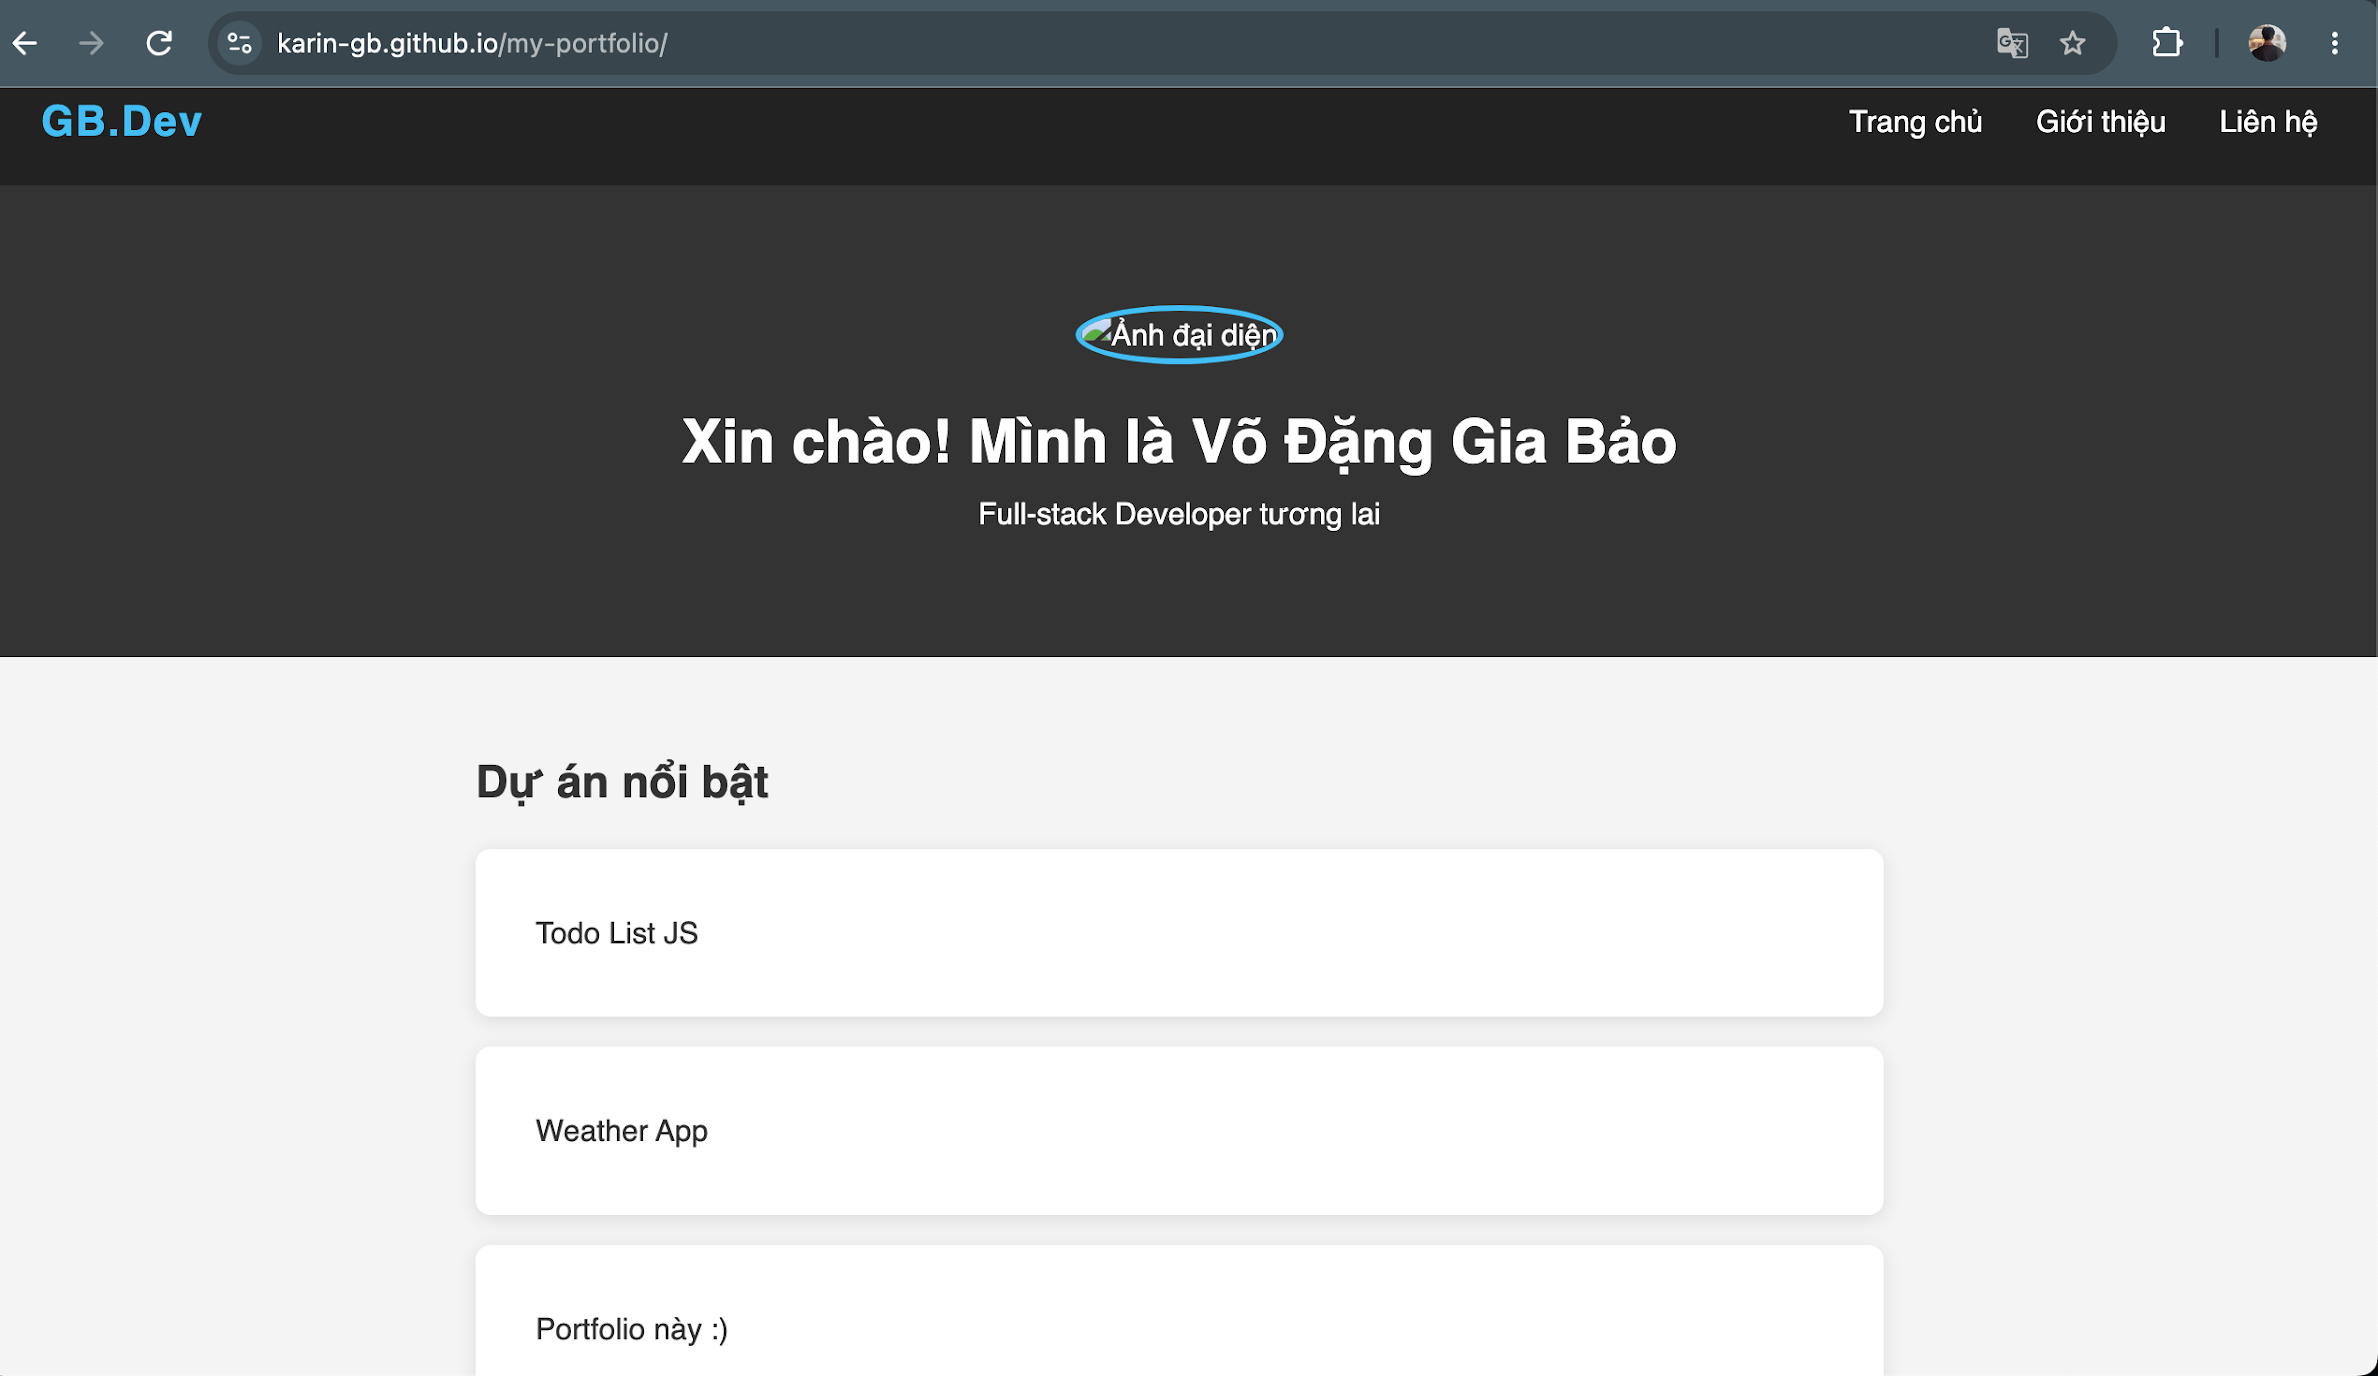 karin-gb.github.io/my-portfolio/
GB.Dev
Trang chủ
Giới thiệu
Liên hệ
Ảnh đại diện
Xin chào! Mình là Võ Đặng Gia Bảo
Full-stack Developer tương lai
Dự án nổi bật
Todo List JS
Weather App
Portfolio này :)